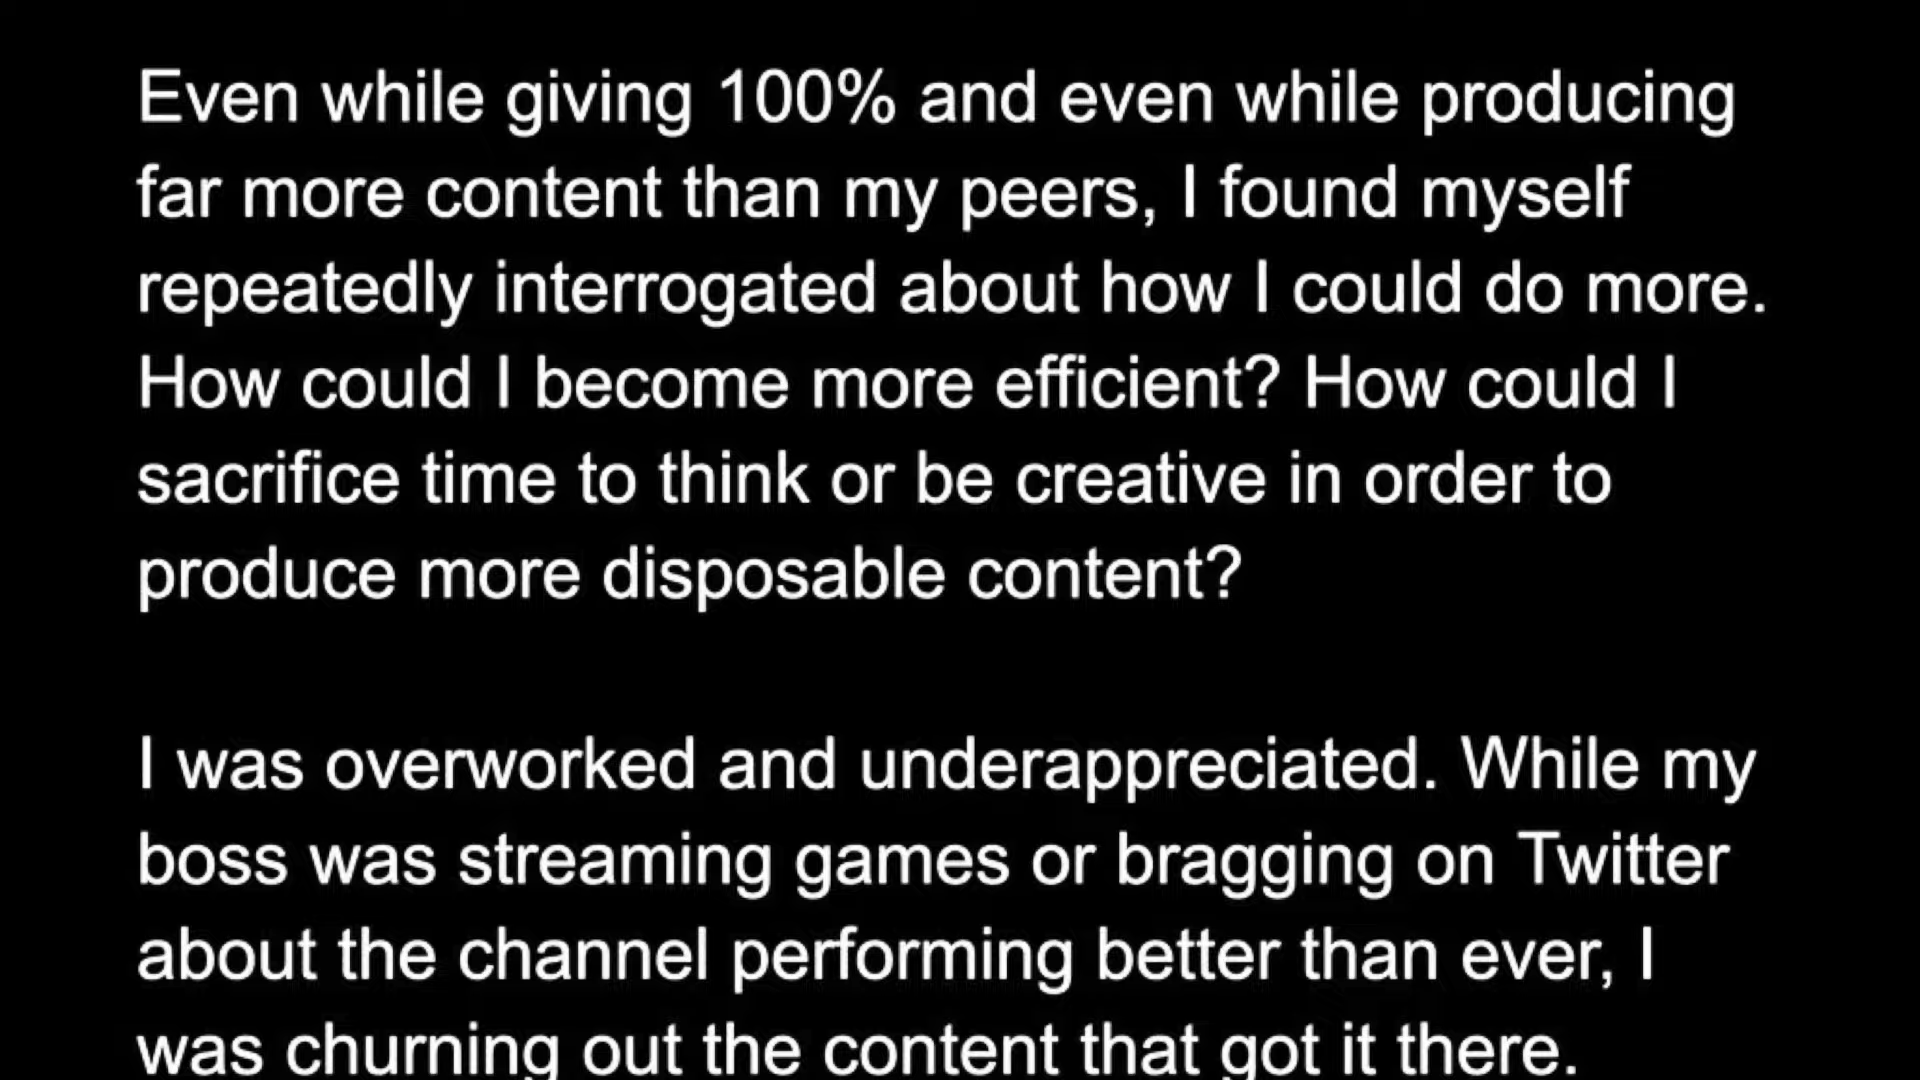 Even while giving 100% and even while producing
far more content than my peers, I found myself
repeatedly interrogated about how I could do more.
How could I become more efficient? How could I
sacrifice time to think or be creative in order to
produce more disposable content?
I was overworked and underappreciated. While my
boss was streaming games or bragging on Twitter
about the channel performing better than ever, I
was churning out the content that got it there.